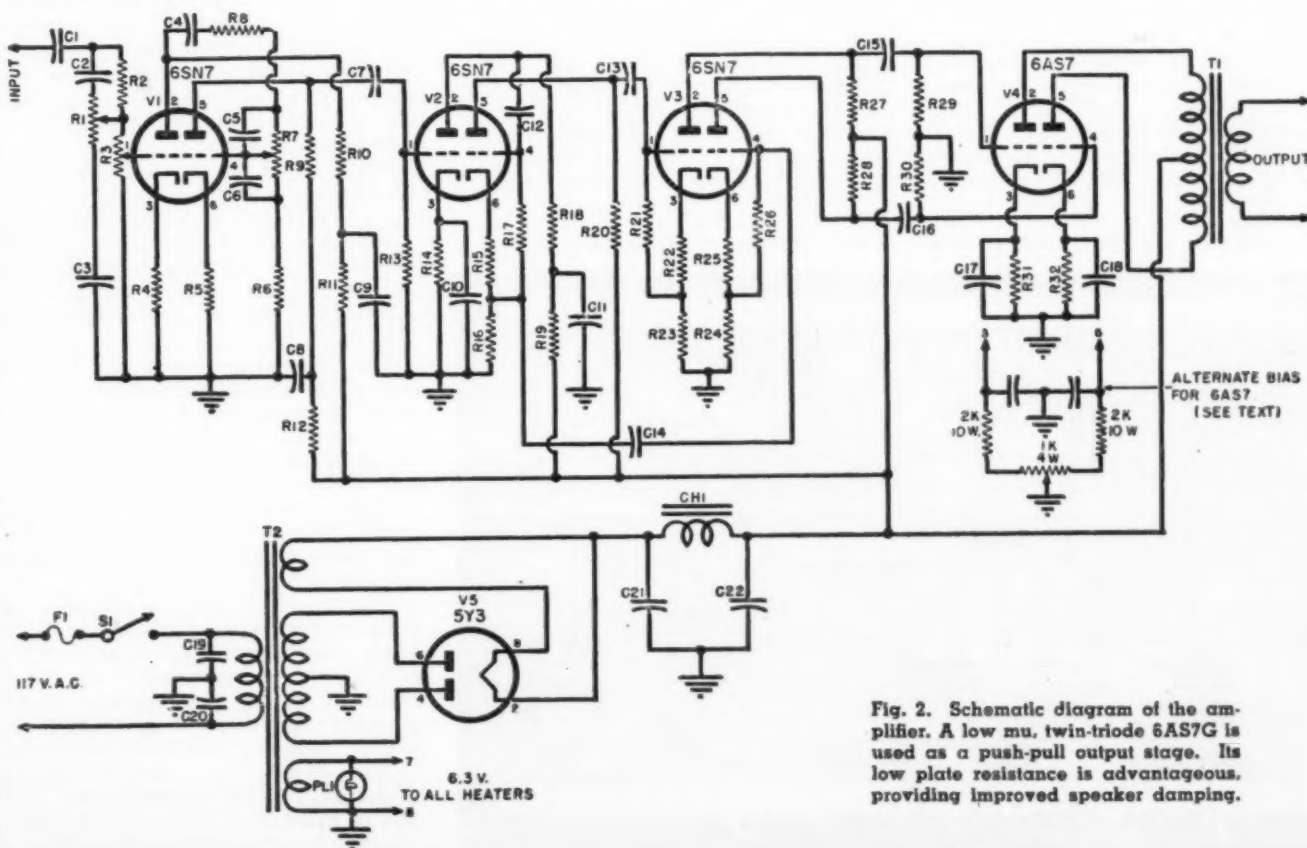 INPUT
C1
C2
R2
R1
R3
C3
C4
R8
6SN7
V1
2
5
1
4
3
6
C5
C6
R7
R9
R10
R4
R5
R6
R11
C8
R12
C9
C7
6SN7
V2
2
3
1
4
3
6
C12
R13
R14
C10
R15
R16
R17
R18
R19
C11
R20
C13
6SN7
V3
2
5
1
4
3
6
R21
R22
R23
R25
R24
R26
C14
C15
R27
R28
R29
R30
C16
6AS7
V4
2
5
1
4
3
6
C17
R31
R32
C18
T1
OUTPUT
ALTERNATE BIAS
FOR 6AS7
(SEE TEXT)
2K
10W.
2K
10 W
1K
4W
F1
S1
117 V. A.C.
C19
C20
T2
V5
5Y3
6
4
8
2
PL1
7
6.3 V.
TO ALL HEATERS
8
CH1
C21
C22
Fig. 2. Schematic diagram of the am-
plifier. A low mu, twin-triode 6AS7G is
used as a push-pull output stage. Its
low plate resistance is advantageous,
providing improved speaker damping.